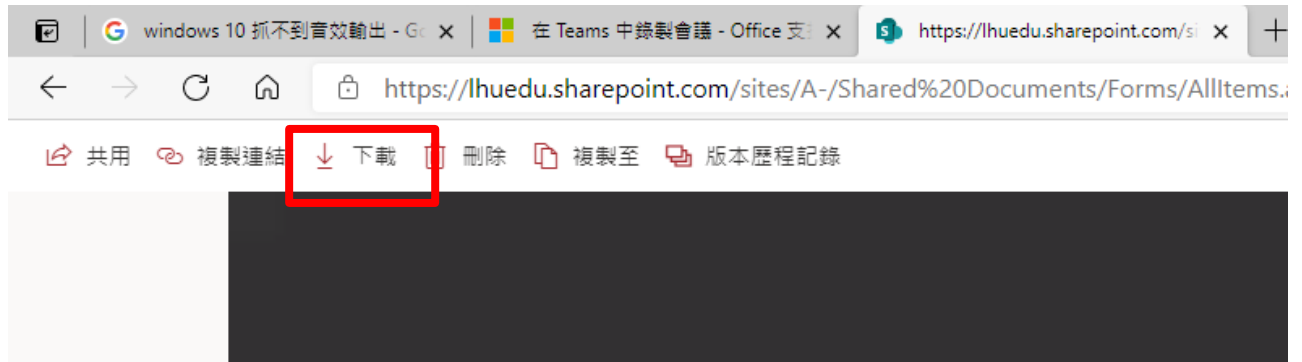 windows 10 抓不到音效輸出 - G
在 Teams 中錄製會議 - Office 支
https://lhuedu.sharepoint.com/si
https://lhuedu.sharepoint.com/sites/A-/Shared%20Documents/Forms/AllItems.
共用 複製連結 下載 刪除 複製至 版本歷程記錄